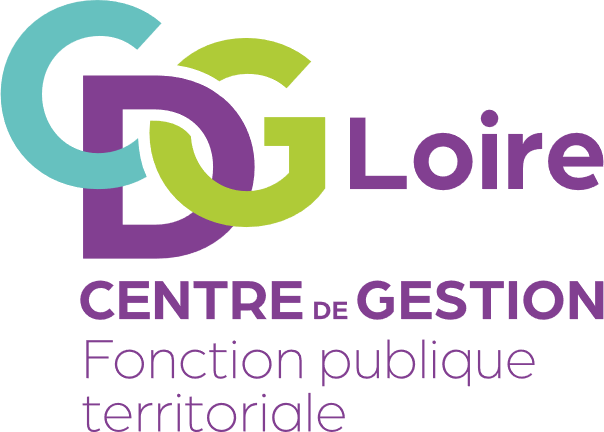 CDG Loire
CENTRE DE GESTION
Fonction publique
territoriale